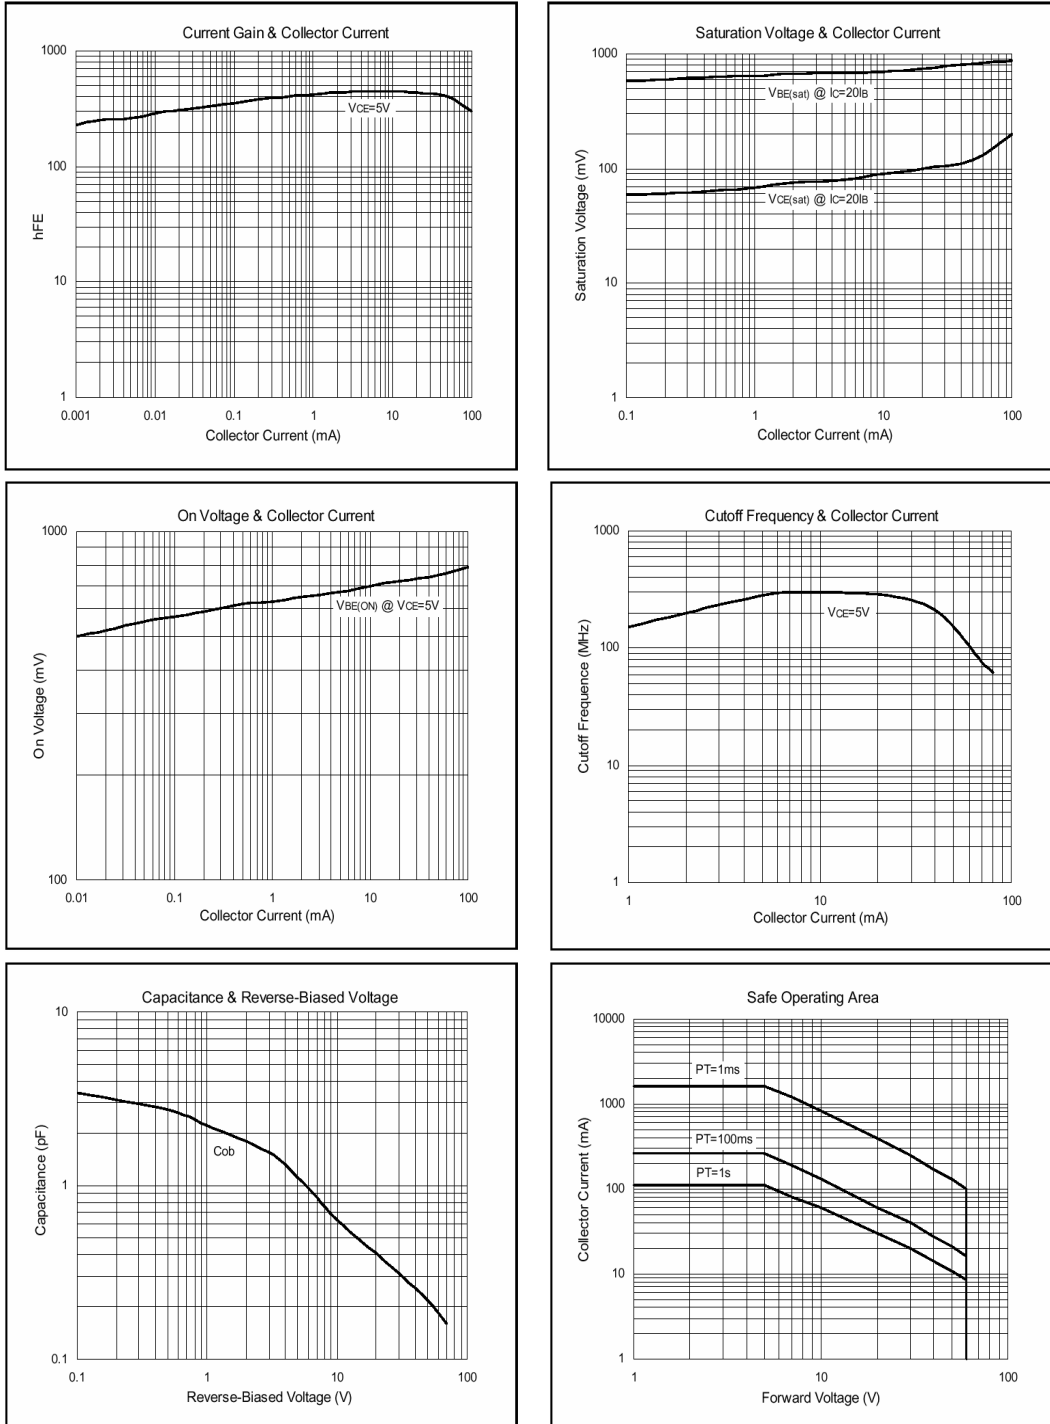 Current Gain & Collector Current
1000
100
10
1
hFE
VCE=5V
0.001 0.01 0.1 1 10 100
Collector Current (mA)
Saturation Voltage & Collector Current
1000
100
10
1
Saturation Voltage (mV)
VBE(sat) @ IC=20IB
VCE(sat) @ IC=20IB
0.1 1 10 100
Collector Current (mA)
On Voltage & Collector Current
1000
100
On Voltage (mV)
VBE(ON) @ VCE=5V
0.01 0.1 1 10 100
Collector Current (mA)
Cutoff Frequency & Collector Current
1000
100
10
1
Cutoff Frequence (MHz)
VCE=5V
1 10 100
Collector Current (mA)
Capacitance & Reverse-Biased Voltage
10
1
0.1
Capacitance (pF)
Cob
0.1 1 10 100
Reverse-Biased Voltage (V)
Safe Operating Area
10000
1000
100
10
1
Collector Current (mA)
PT=1ms
PT=100ms
PT=1s
1 10 100
Forward Voltage (V)